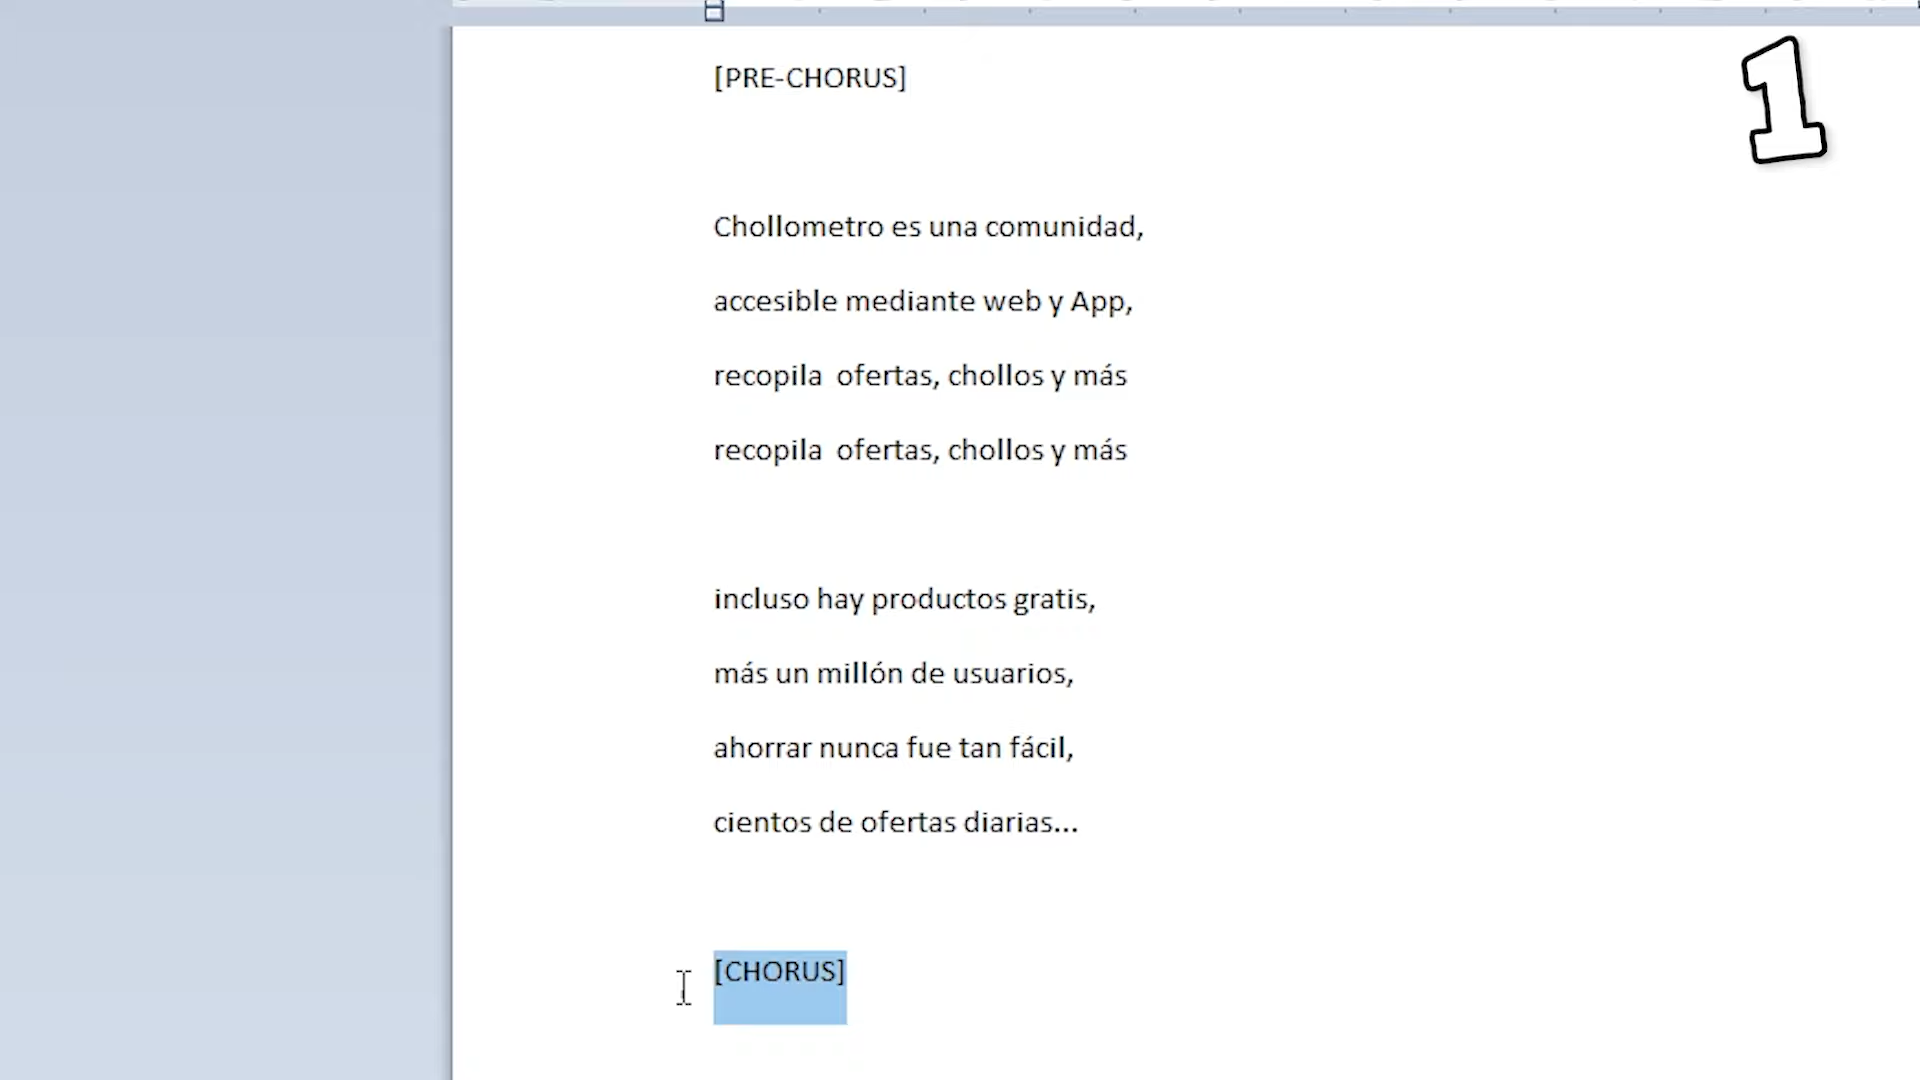 [PRE-CHORUS]
1
Chollometro es una comunidad,
accesible mediante web y App,
recopila  ofertas, chollos y más
recopila  ofertas, chollos y más
incluso hay productos gratis,
más un millón de usuarios,
ahorrar nunca fue tan fácil,
cientos de ofertas diarias...
[CHORUS]